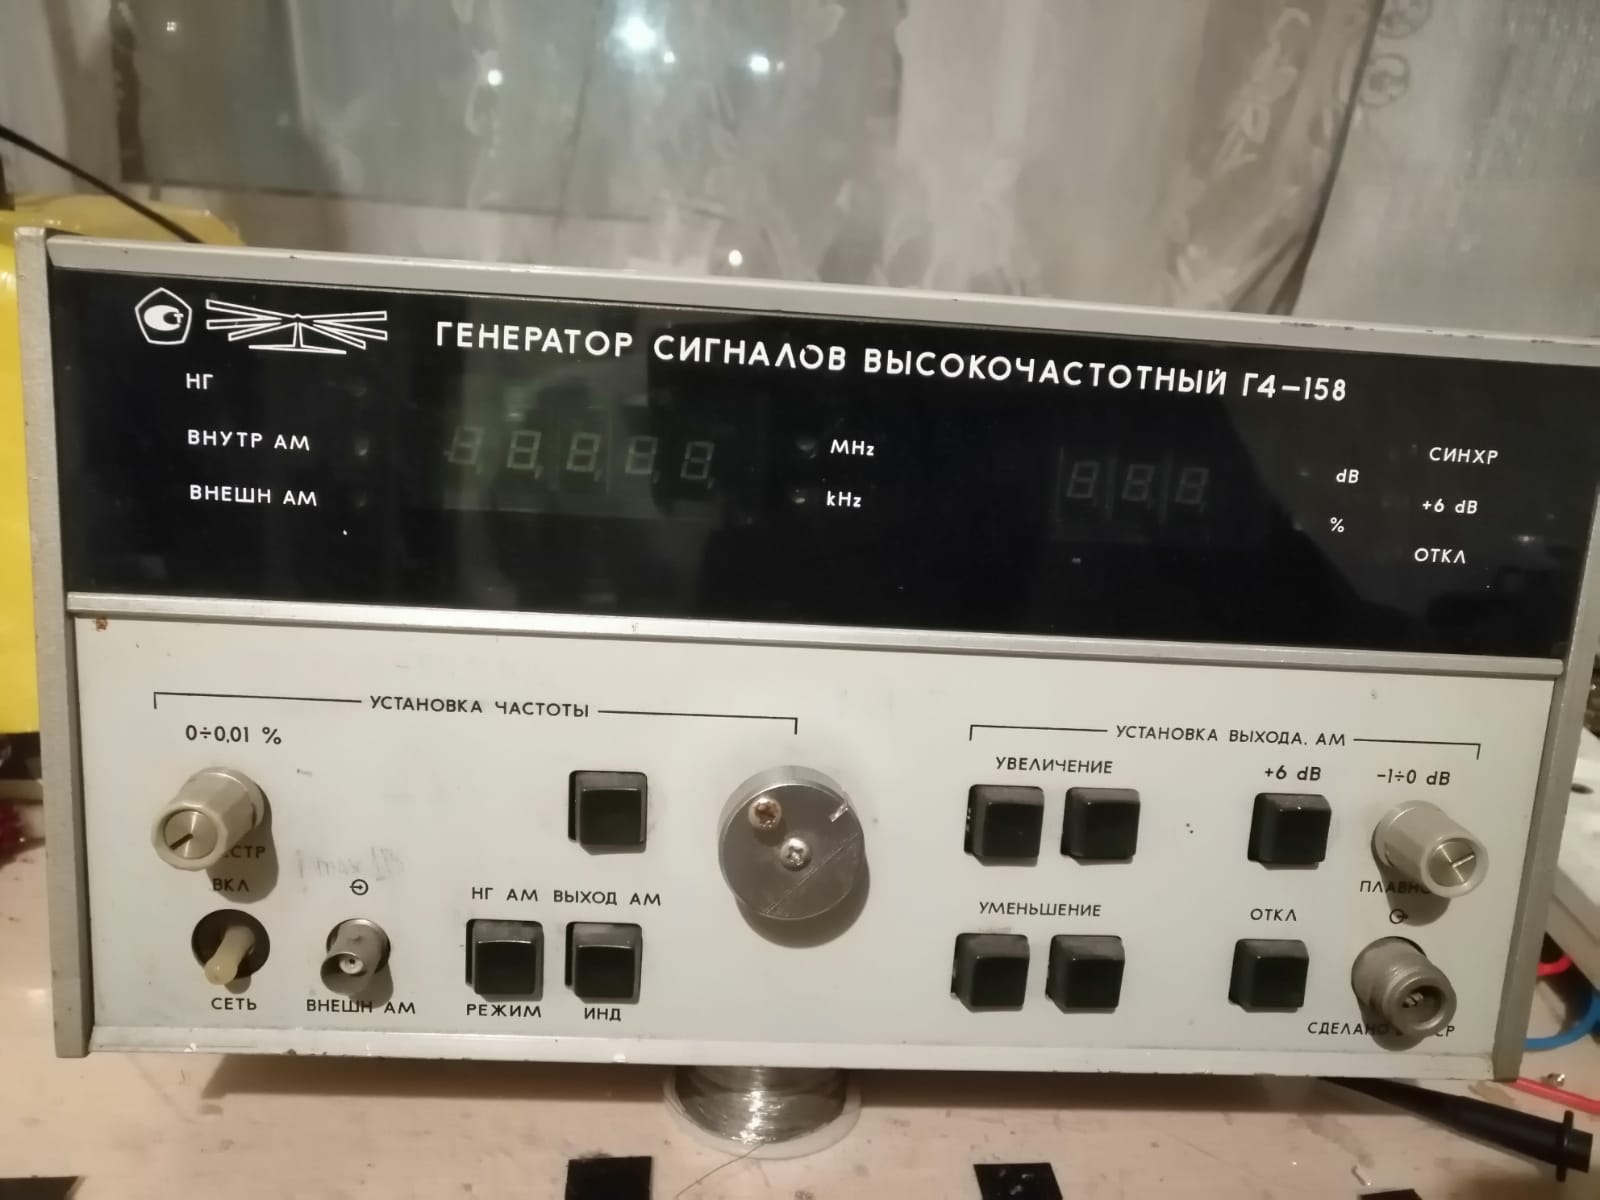 ГЕНЕРАТОР СИГНАЛОВ ВЫСОКОЧАСТОТНЫЙ Г4-158
НГ
ВНУТР АМ
ВНЕШН АМ
MHz
kHz
dB
%
СИНХР
+6 dB
ОТКЛ
УСТАНОВКА ЧАСТОТЫ
0÷0,01 %
УСТАНОВКА ВЫХОДА, АМ
УВЕЛИЧЕНИЕ
+6 dB
-1÷0 dB
ВКЛ
НГ АМ
ВЫХОД АМ
УМЕНЬШЕНИЕ
ОТКЛ
СЕТЬ
ВНЕШН АМ
РЕЖИМ
ИНД
СДЕЛАНО